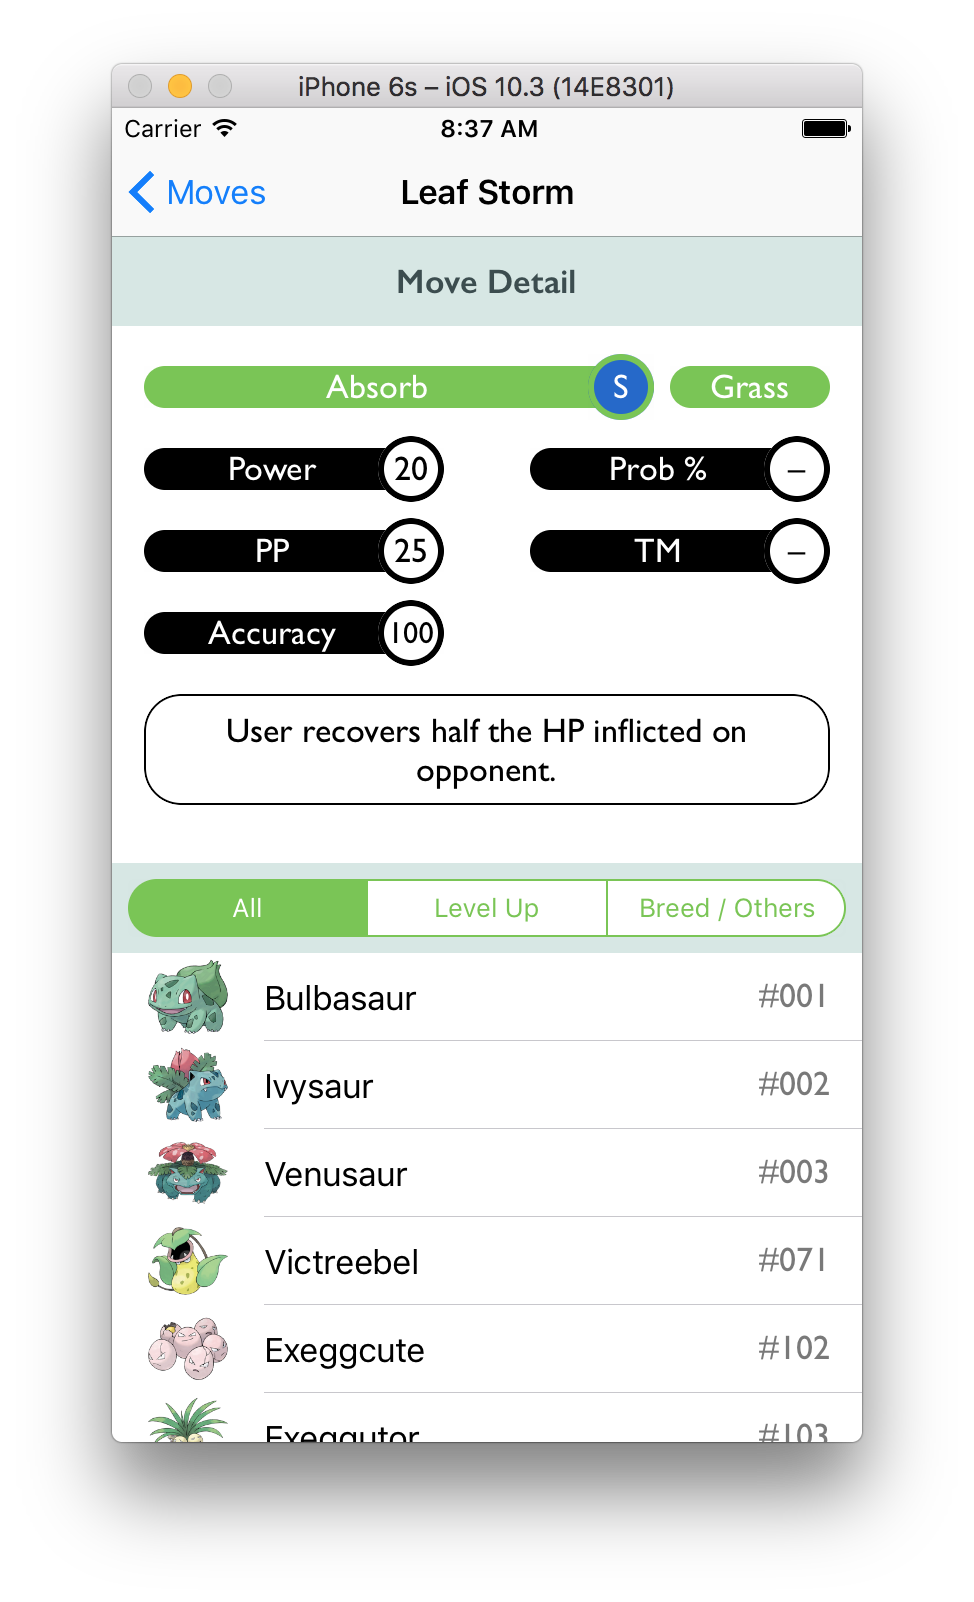 iPhone 6s – iOS 10.3 (14E8301)
Carrier 8:37 AM
Moves Leaf Storm
Move Detail
Absorb S Grass
Power 20 Prob % –
PP 25 TM –
Accuracy 100
User recovers half the HP inflicted on
opponent.
All Level Up Breed / Others
Bulbasaur #001
Ivysaur #002
Venusaur #003
Victreebel #071
Exeggcute #102
Exeggutor #103